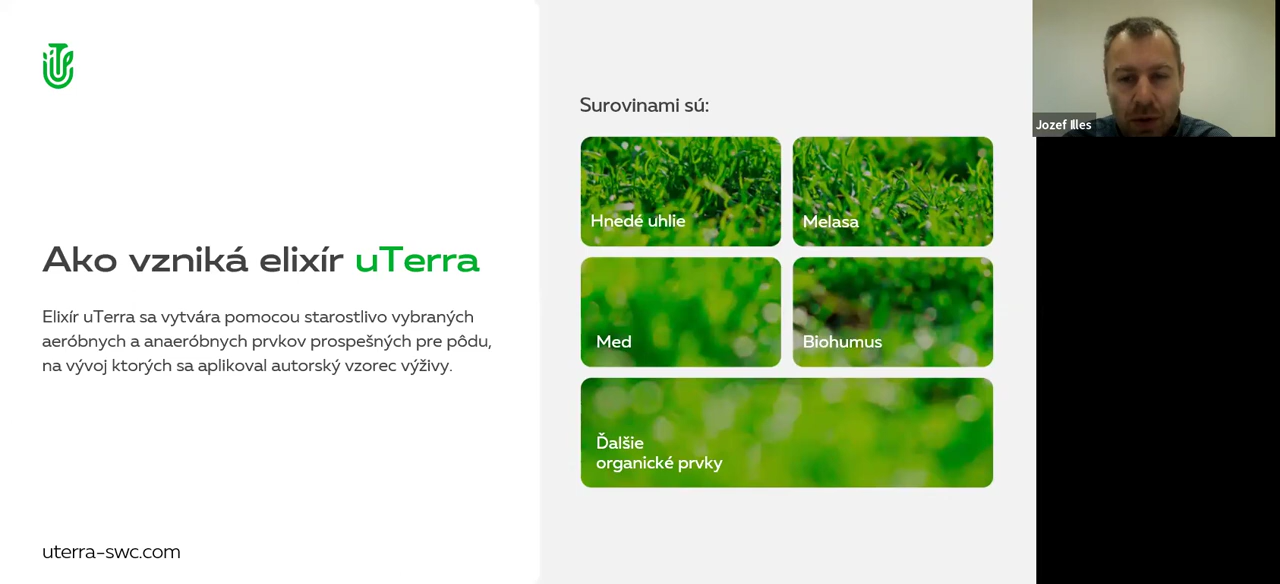 Ako vzniká elixír uTerra
Elixír uTerra sa vytvára pomocou starostlivo vybraných
aeróbnych a anaeróbnych prvkov prospešných pre pôdu,
na vývoj ktorých sa aplikoval autorský vzorec výživy.
uterra-swc.com
Surovinami sú:
Hnedé uhlie
Melasa
Med
Biohumus
Ďalšie
organické prvky
Jozef Illes